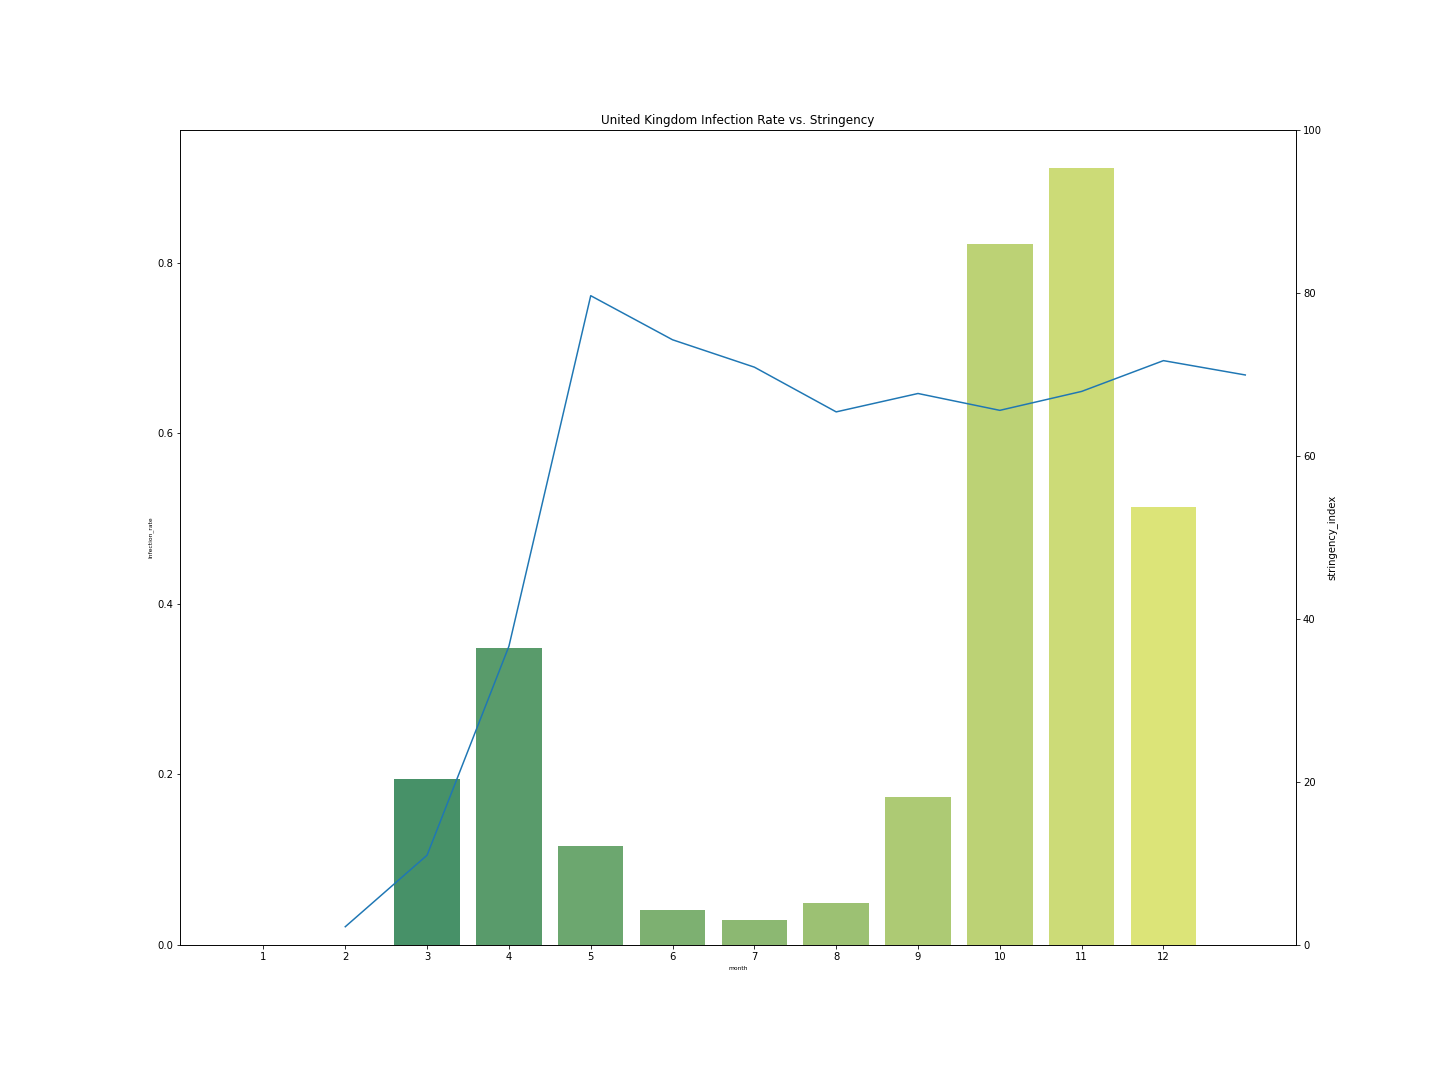 United Kingdom Infection Rate vs. Stringency
100
0.8
80
0.6
60
infection_rate
stringency_index
0.4
40
0.2
20
0.0
0
1 2 3 4 5 6 7 8 9 10 11 12
month